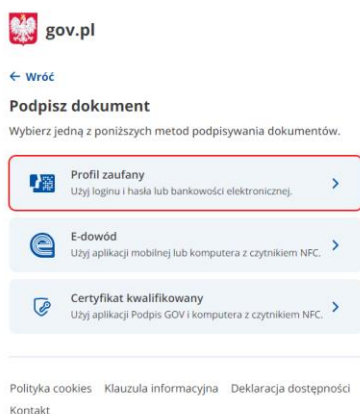 gov.pl
← Wróć
Podpisz dokument
Wybierz jedną z poniższych metod podpisywania dokumentów.
Profil zaufany
Użyj loginu i hasła lub bankowości elektronicznej.
E-dowód
Użyj aplikacji mobilnej lub komputera z czytnikiem NFC.
Certyfikat kwalifikowany
Użyj aplikacji Podpis GOV i komputera z czytnikiem NFC.
Polityka cookies Klauzula informacyjna Deklaracja dostępności
Kontakt